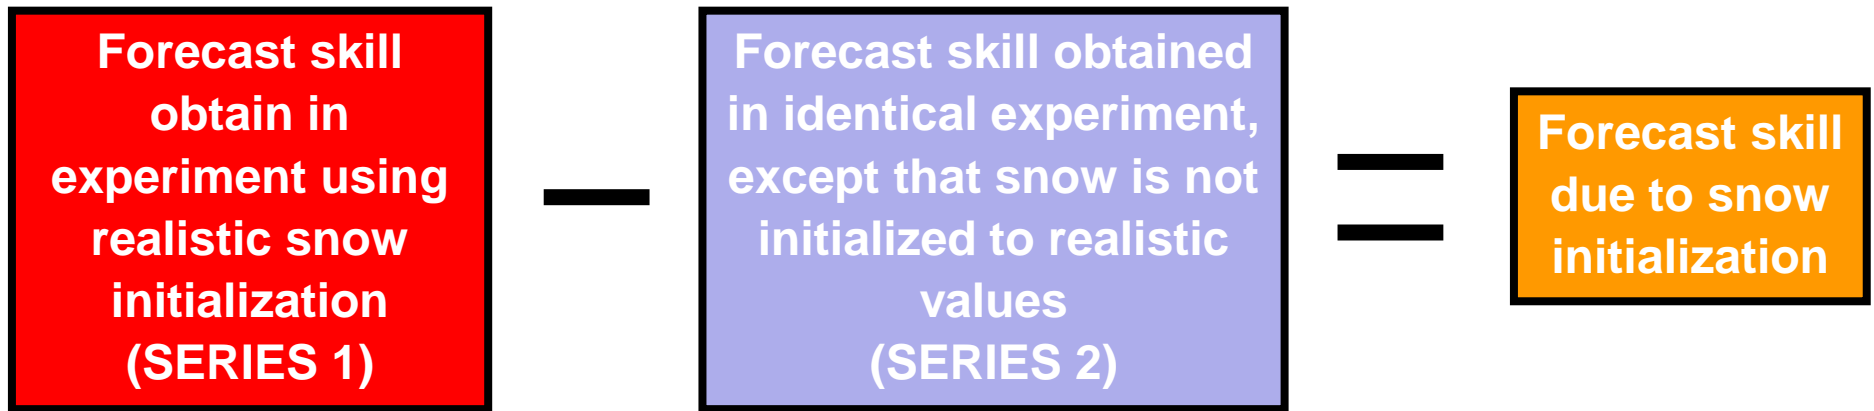 Forecast skill
obtain in
experiment using
realistic snow
initialization
(SERIES 1)
—
Forecast skill obtained
in identical experiment,
except that snow is not
initialized to realistic
values
(SERIES 2)
=
Forecast skill
due to snow
initialization